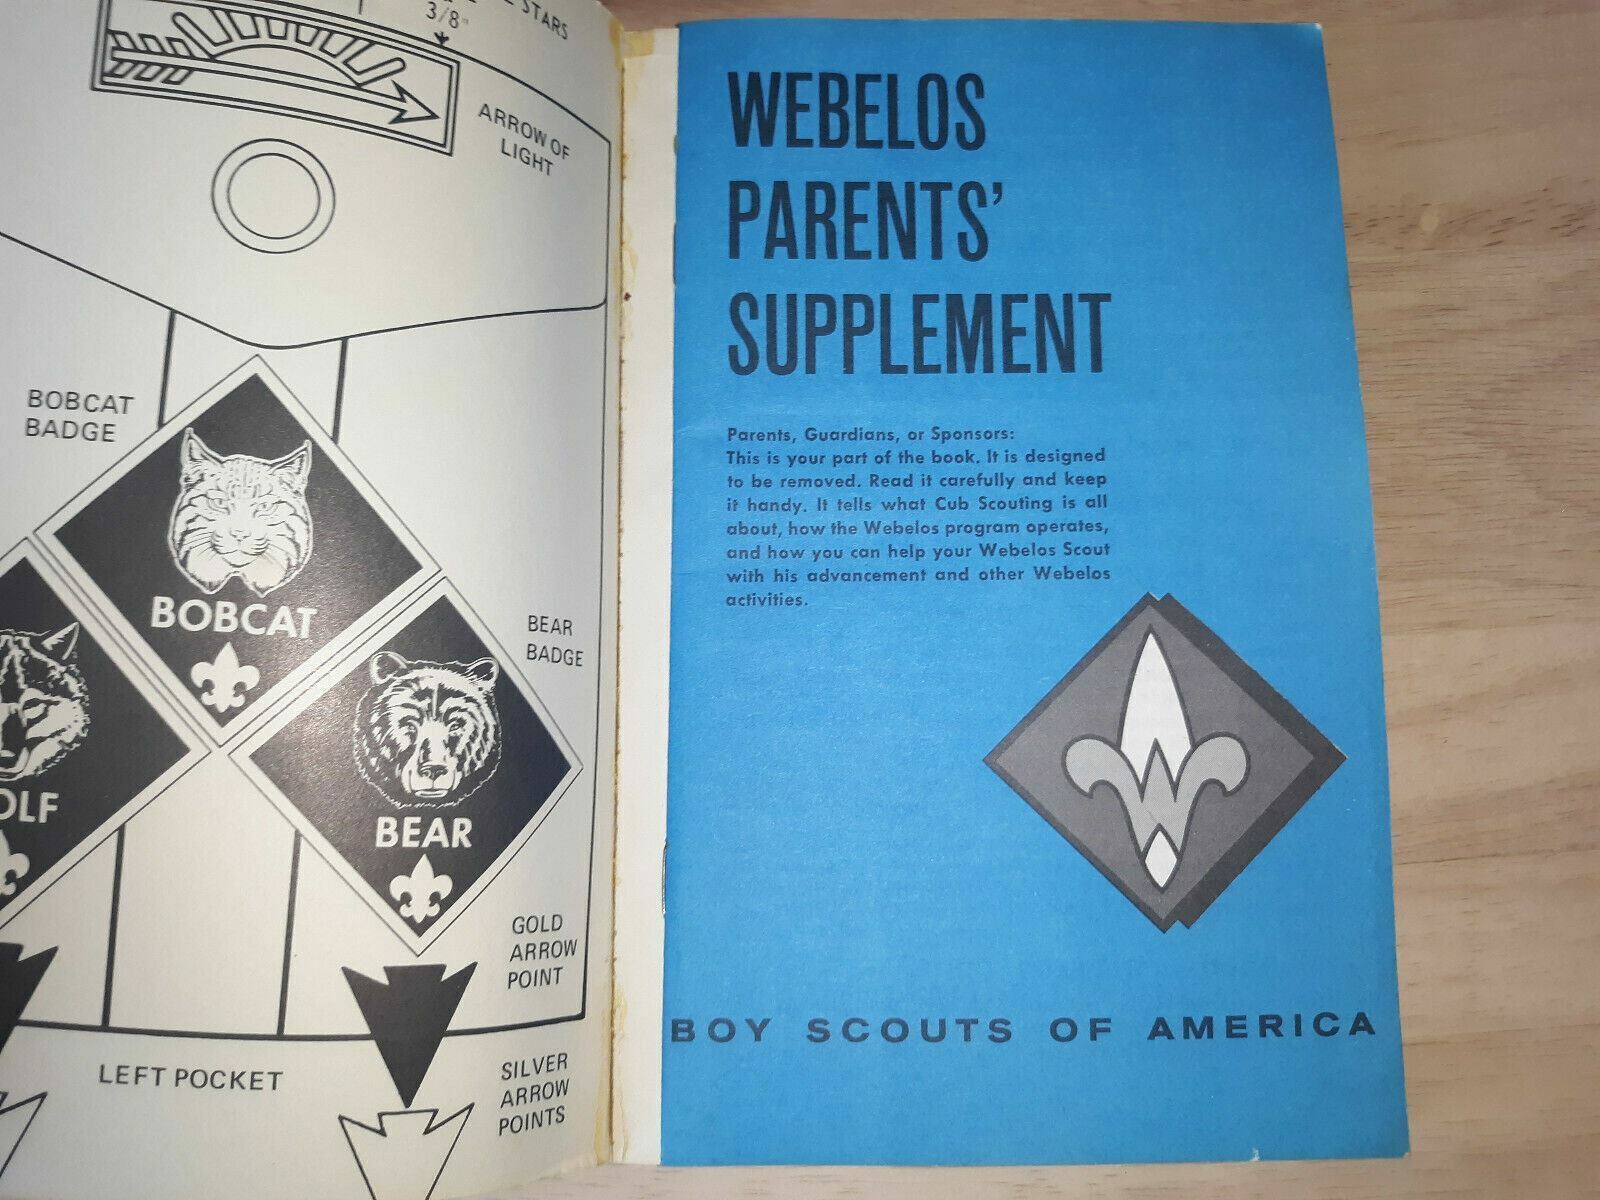 STARS
3/8"
ARROW OF
LIGHT
BOBCAT
BADGE
BOBCAT
BEAR
BADGE
OLF
BEAR
GOLD
ARROW
POINT
LEFT POCKET
SILVER
ARROW
POINTS
WEBELOS
PARENTS'
SUPPLEMENT
Parents, Guardians, or Sponsors:
This is your part of the book. It is designed
to be removed. Read it carefully and keep
it handy. It tells what Cub Scouting is all
about, how the Webelos program operates,
and how you can help your Webelos Scout
with his advancement and other Webelos
activities.
W
BOY SCOUTS OF AMERICA